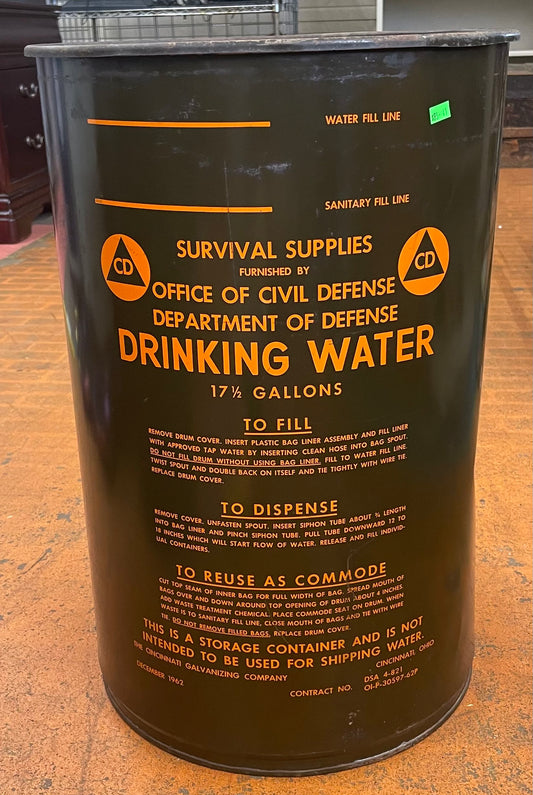 WATER FILL LINE
SANITARY FILL LINE
SURVIVAL SUPPLIES
FURNISHED BY
CD OFFICE OF CIVIL DEFENSE CD
DEPARTMENT OF DEFENSE
DRINKING WATER
17 ½ GALLONS
TO FILL
REMOVE DRUM COVER. INSERT PLASTIC BAG LINER ASSEMBLY AND FILL LINER
WITH APPROVED TAP WATER BY INSERTING CLEAN HOSE INTO BAG SPOUT.
DO NOT FILL DRUM WITHOUT USING BAG LINER. FILL TO WATER FILL LINE.
TWIST SPOUT AND DOUBLE BACK ON ITSELF AND TIE TIGHTLY WITH WIRE TIE.
REPLACE DRUM COVER.
TO DISPENSE
REMOVE COVER. UNFASTEN SPOUT. INSERT SIPHON TUBE ABOUT ¾ LENGTH
INTO BAG LINER AND PINCH SIPHON TUBE. PULL TUBE DOWNWARD 12 TO
18 INCHES WHICH WILL START FLOW OF WATER. RELEASE AND FILL INDIVID-
UAL CONTAINERS.
TO REUSE AS COMMODE
CUT TOP SEAM OF INNER BAG FOR FULL WIDTH OF BAG. SPREAD MOUTH OF
BAGS OVER AND DOWN AROUND TOP OPENING OF DRUM ABOUT 4 INCHES
ADD WASTE TREATMENT CHEMICAL. PLACE COMMODE SEAT ON DRUM. WHEN
WASTE IS TO SANITARY FILL LINE, CLOSE MOUTH OF BAGS AND TIE WITH WIRE
TIE. DO NOT REMOVE FILLED BAGS. REPLACE DRUM COVER.
THIS IS A STORAGE CONTAINER AND IS NOT
INTENDED TO BE USED FOR SHIPPING WATER.
THE CINCINNATI GALVANIZING COMPANY CINCINNATI, OHIO
DECEMBER 1962 DSA 4-821
CONTRACT NO. OI-P-30597-62P